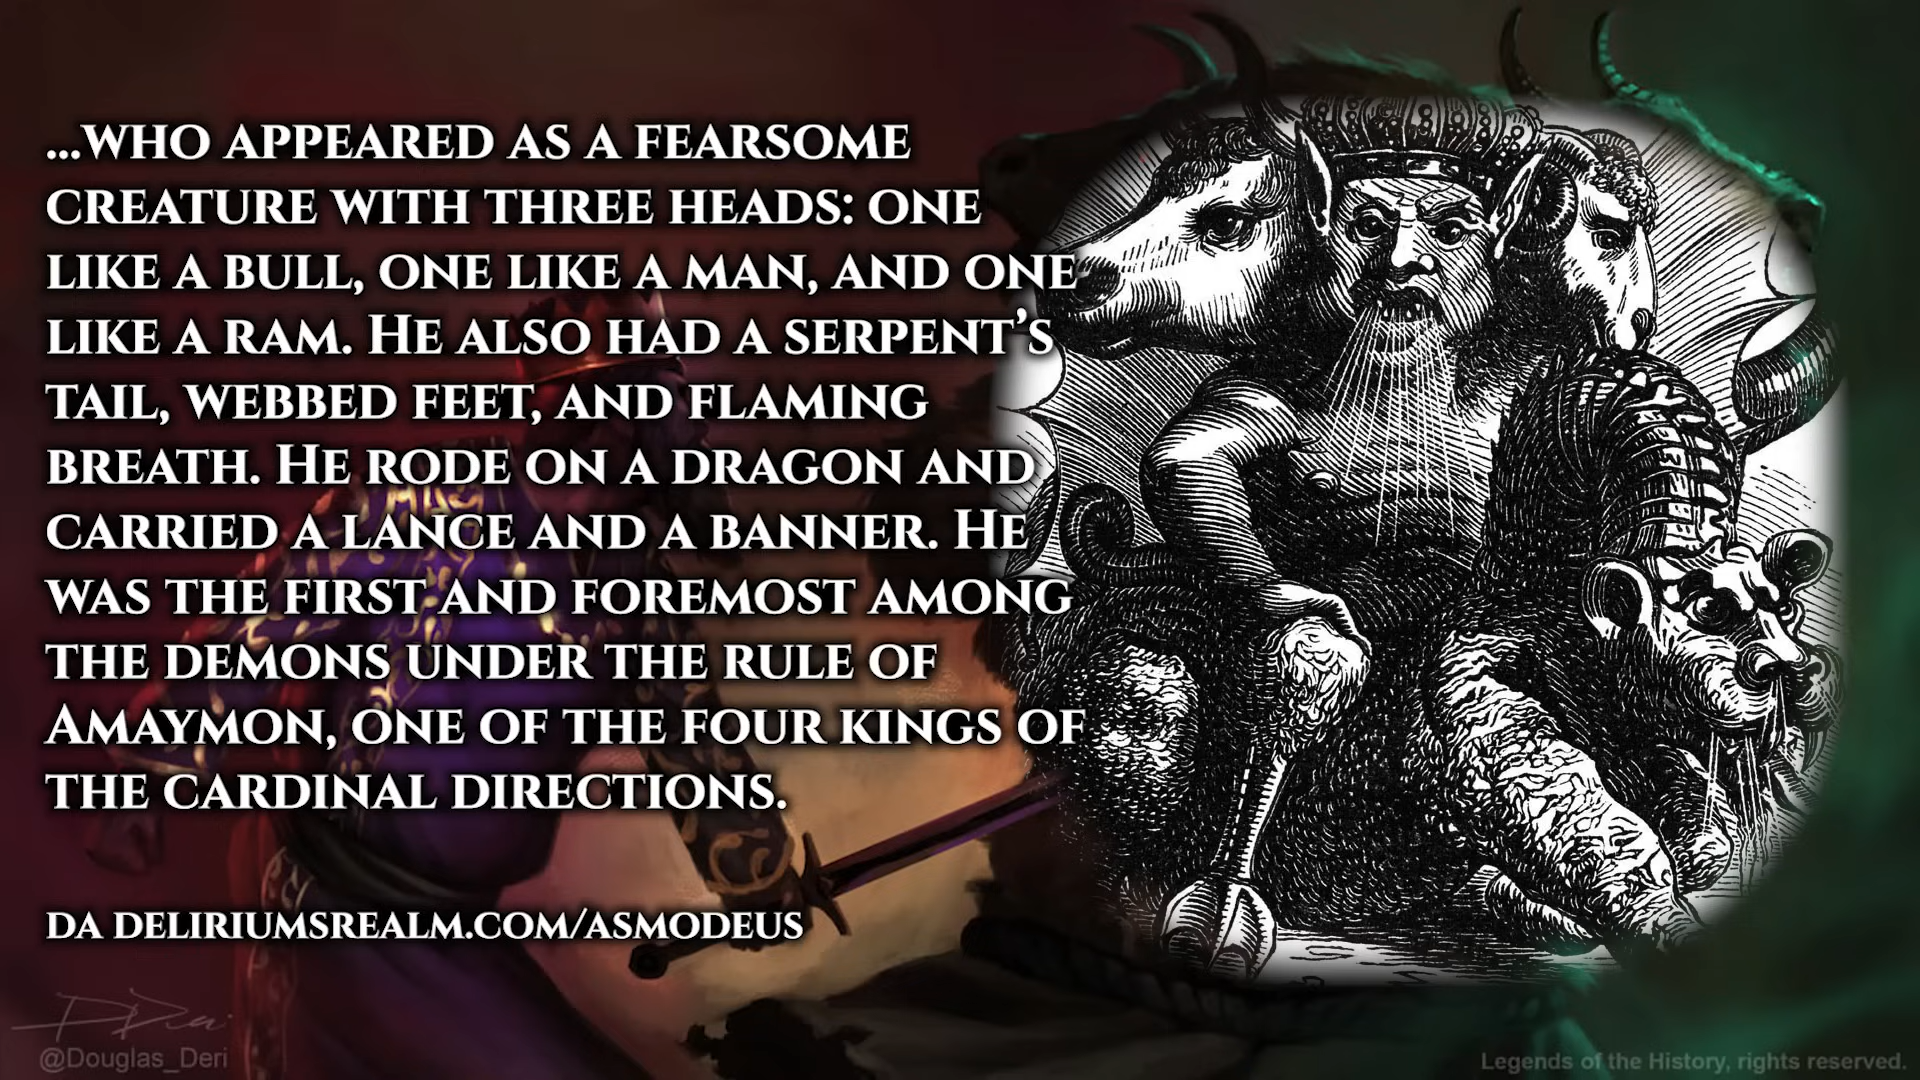 ...WHO APPEARED AS A FEARSOME
CREATURE WITH THREE HEADS: ONE
LIKE A BULL, ONE LIKE A MAN, AND ONE
LIKE A RAM. HE ALSO HAD A SERPENT'S
TAIL, WEBBED FEET, AND FLAMING
BREATH. HE RODE ON A DRAGON AND
CARRIED A LANCE AND A BANNER. HE
WAS THE FIRST AND FOREMOST AMONG
THE DEMONS UNDER THE RULE OF
AMAYMON, ONE OF THE FOUR KINGS OF
THE CARDINAL DIRECTIONS.
DA DELIRIUMSREALM.COM/ASMODEUS
@Douglas_Deri
Legends of the History, rights reserved.